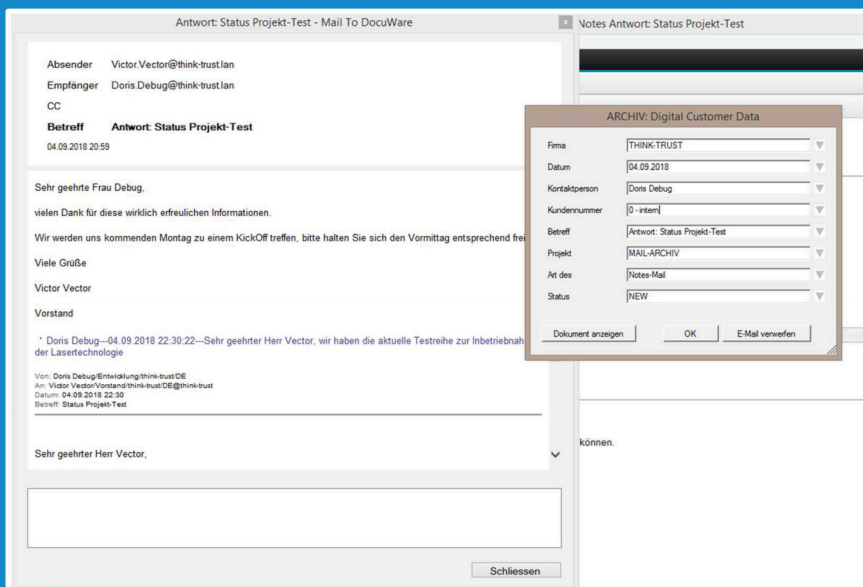 Antwort: Status Projekt-Test - Mail To DocuWare
x
Notes Antwort: Status Projekt-Test
Absender Victor.Vector@think-trust.lan
Empfänger Doris.Debug@think-trust.lan
CC
Betreff Antwort: Status Projekt-Test
04.09.2018 20:59
Sehr geehrte Frau Debug,
vielen Dank für diese wirklich erfreulichen Informationen.
Wir werden uns kommenden Montag zu einem KickOff treffen, bitte halten Sie sich den Vormittag entsprechend frei
Viele Grüße
Victor Vector
Vorstand
Doris Debug---04.09.2018 22:30:22---Sehr geehrter Herr Vector, wir haben die aktuelle Testreihe zur Inbetriebnah
der Lasertechnologie
Von: Doris Debug/Entwicklung/think-trust/DE
An: Victor Vector/Vorstand/think-trust/DE@think-trust
Datum: 04.09.2018 22:30
Betreff: Status Projekt-Test
Sehr geehrter Herr Vector,
Schliessen
ARCHIV: Digital Customer Data
Firma THINK-TRUST
Datum 04.09.2018
Kontaktperson Doris Debug
Kundennummer 0 - intern
Betreff Antwort: Status Projekt-Test
Projekt MAIL-ARCHIV
Art des Notes-Mail
Status NEW
Dokument anzeigen OK E-Mail verwerfen
können.